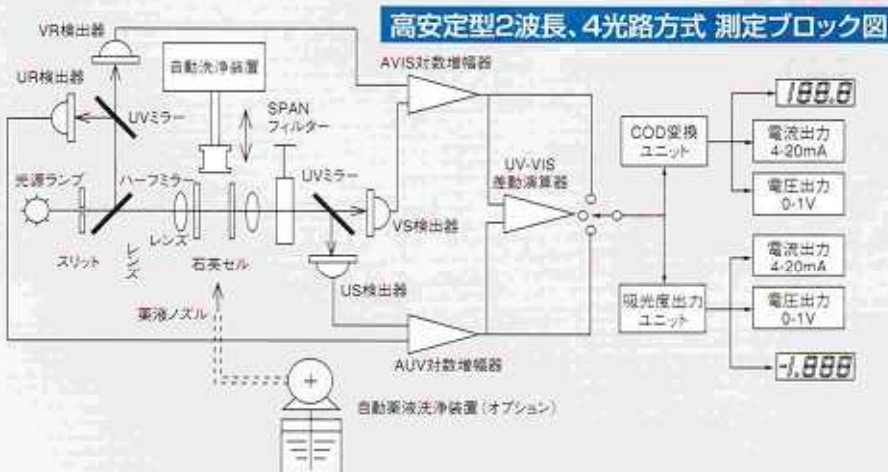 高安定型2波長、4光路方式 測定ブロック図
VR検出器
自動洗浄装置
AVIS対数増幅器
UR検出器
UVミラー
SPAN
フィルター
COD変換
ユニット
188.8
電流出力
4-20mA
電圧出力
0-1V
光源ランプ
ハーフミラー
UVミラー
UV-VIS
差動演算器
レンズ
VS検出器
スリット
レンズ
石英セル
US検出器
薬液ノズル
吸光度出力
ユニット
電流出力
4-20mA
電圧出力
0-1V
-1.888
AUV対数増幅器
自動薬液洗浄装置(オプション)